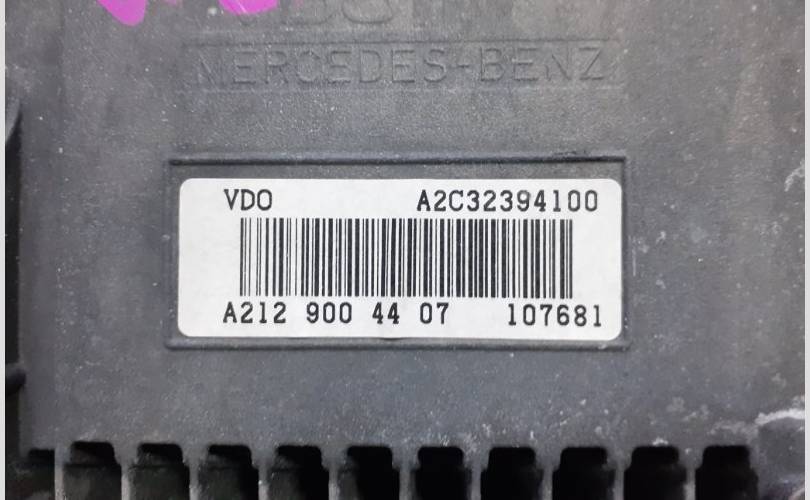 MERCEDES-BENZ
VDO A2C32394100
A212 900 44 07 107681